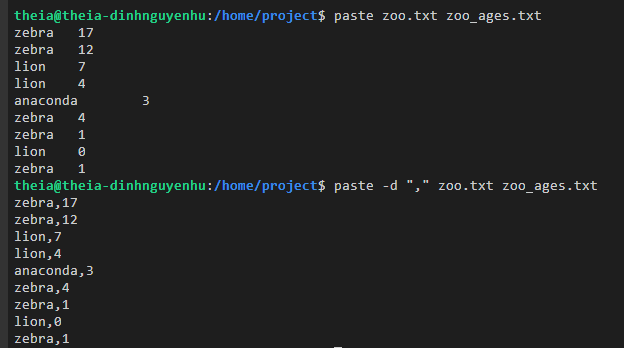 theia@theia-dinhnguyenhu:/home/project$ paste zoo.txt zoo_ages.txt
zebra   17
zebra   12
lion    7
lion    4
anaconda        3
zebra   4
zebra   1
lion    0
zebra   1
theia@theia-dinhnguyenhu:/home/project$ paste -d "," zoo.txt zoo_ages.txt
zebra,17
zebra,12
lion,7
lion,4
anaconda,3
zebra,4
zebra,1
lion,0
zebra,1